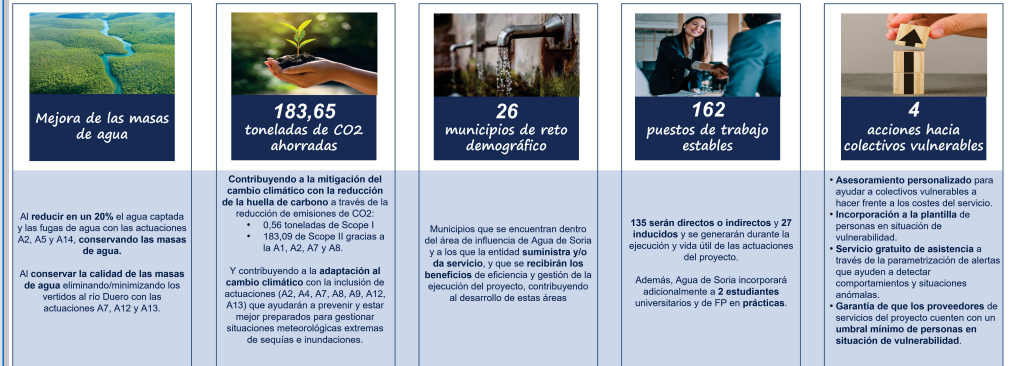 Mejora de las masas
de agua
Al reducir en un 20% el agua captada
y las fugas de agua con las actuaciones
A2, A5 y A14, conservando las masas
de agua.
Al conservar la calidad de las masas
de agua eliminando/minimizando los
vertidos al río Duero con las
actuaciones A7, A12 y A13.
183,65
toneladas de CO2
ahorradas
Contribuyendo a la mitigación del
cambio climático con la reducción
de la huella de carbono a través de la
reducción de emisiones de CO2:
• 0,56 toneladas de Scope I
• 183,09 de Scope II gracias a
la A1, A2, A7 y A8.
Y contribuyendo a la adaptación al
cambio climático con la inclusión de
actuaciones (A2, A4, A7, A8, A9, A12,
A13) que ayudarán a prevenir y estar
mejor preparados para gestionar
situaciones meteorológicas extremas
de sequías e inundaciones.
26
municipios de reto
demográfico
Municipios que se encuentran dentro
del área de influencia de Agua de Soria
y a los que la entidad suministra y/o
da servicio, y que se recibirán los
beneficios de eficiencia y gestión de la
ejecución del proyecto, contribuyendo
al desarrollo de estas áreas
162
puestos de trabajo
estables
135 serán directos o indirectos y 27
inducidos y se generarán durante la
ejecución y vida útil de las actuaciones
del proyecto.
Además, Agua de Soria incorporará
adicionalmente a 2 estudiantes
universitarios y de FP en prácticas.
4
acciones hacia
colectivos vulnerables
• Asesoramiento personalizado para
ayudar a colectivos vulnerables a
hacer frente a los costes del servicio.
• Incorporación a la plantilla de
personas en situación de
vulnerabilidad.
• Servicio gratuito de asistencia a
través de la parametrización de alertas
que ayuden a detectar
comportamientos y situaciones
anómalas.
• Garantía de que los proveedores de
servicios del proyecto cuenten con un
umbral mínimo de personas en
situación de vulnerabilidad.